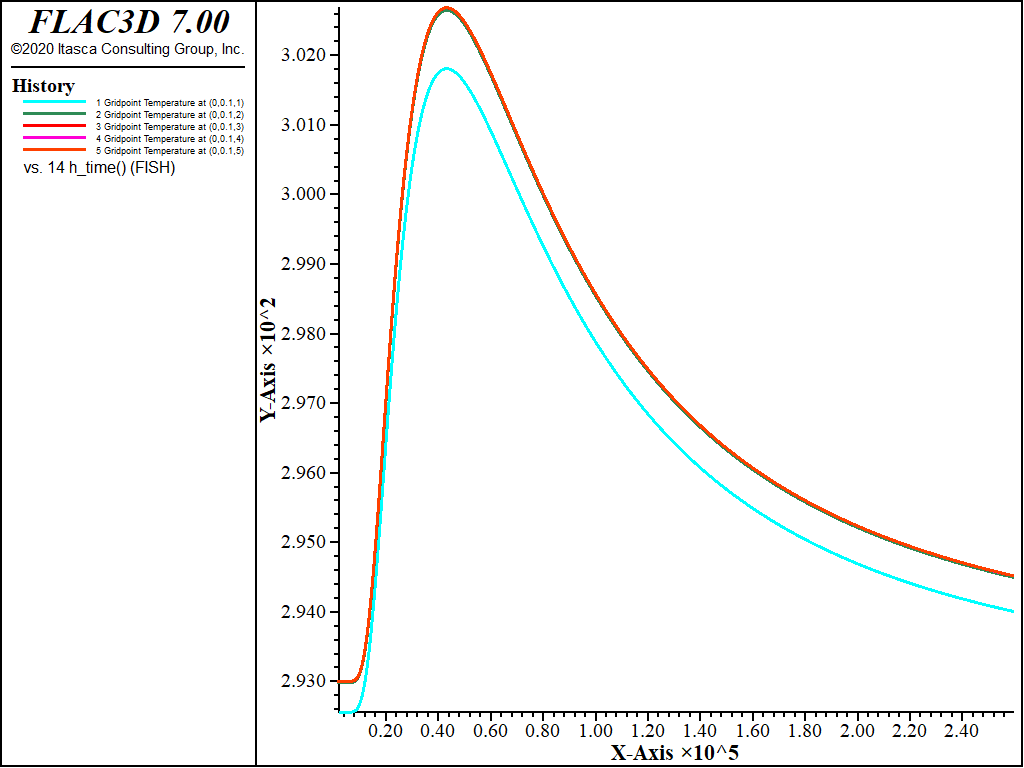 FLAC3D 7.00
©2020 Itasca Consulting Group, Inc.
History
1 Gridpoint Temperature at (0,0.1,1)
2 Gridpoint Temperature at (0,0.1,2)
3 Gridpoint Temperature at (0,0.1,3)
4 Gridpoint Temperature at (0,0.1,4)
5 Gridpoint Temperature at (0,0.1,5)
vs. 14 h_time() (FISH)
Y-Axis ×10^2
3.020
3.010
3.000
2.990
2.980
2.970
2.960
2.950
2.940
2.930
0.20 0.40 0.60 0.80 1.00 1.20 1.40 1.60 1.80 2.00 2.20 2.40
X-Axis ×10^5